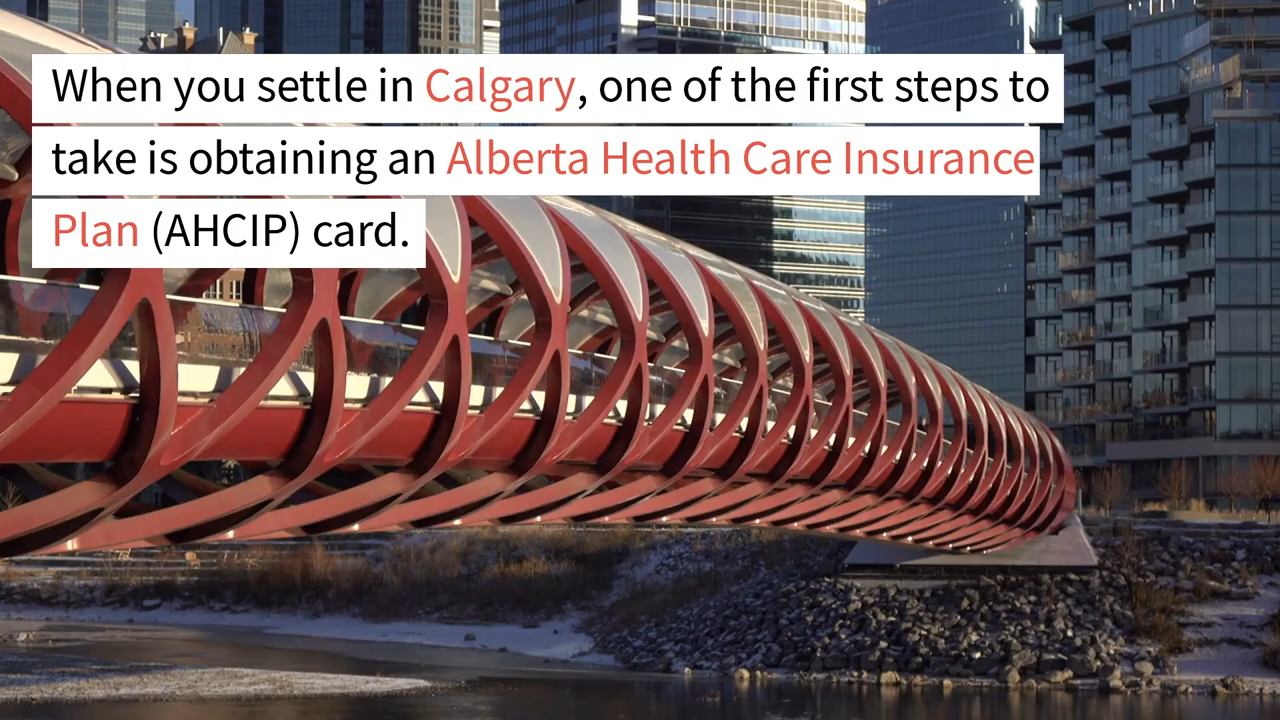 When you settle in Calgary, one of the first steps to
take is obtaining an Alberta Health Care Insurance
Plan (AHCIP) card.